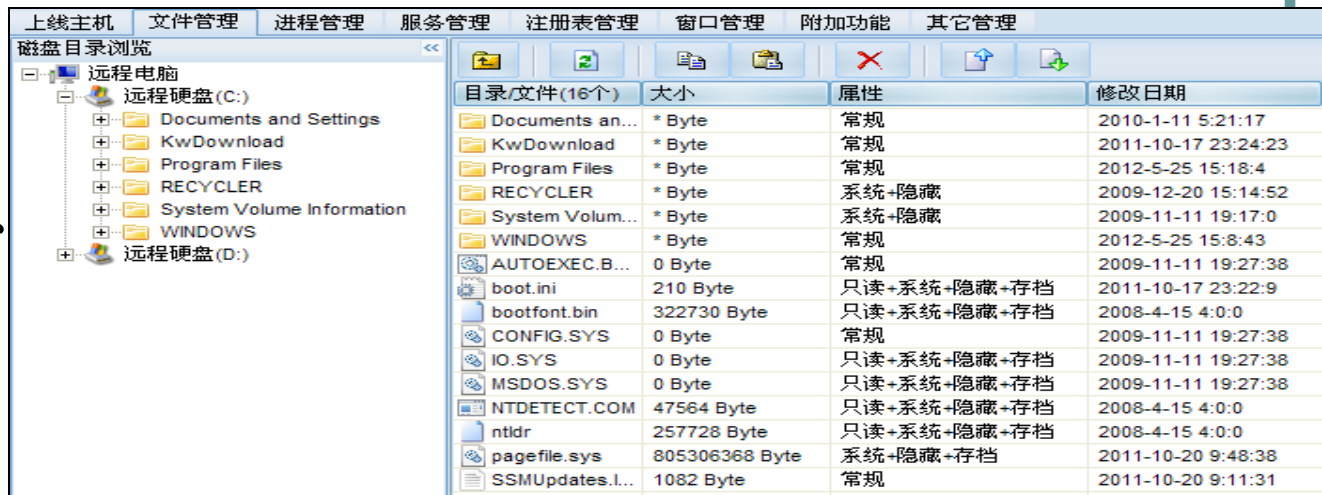 上线主机 文件管理 进程管理 服务管理 注册表管理 窗口管理 附加功能 其它管理
磁盘目录浏览 <<
远程电脑
远程硬盘(C:)
Documents and Settings
KwDownload
Program Files
RECYCLER
System Volume Information
WINDOWS
远程硬盘(D:)
目录/文件(16个) 大小 属性 修改日期
Documents an... * Byte 常规 2010-1-11 5:21:17
KwDownload * Byte 常规 2011-10-17 23:24:23
Program Files * Byte 常规 2012-5-25 15:18:4
RECYCLER * Byte 系统+隐藏 2009-12-20 15:14:52
System Volum... * Byte 系统+隐藏 2009-11-11 19:17:0
WINDOWS * Byte 常规 2012-5-25 15:8:43
AUTOEXEC.B... 0 Byte 常规 2009-11-11 19:27:38
boot.ini 210 Byte 只读+系统+隐藏+存档 2011-10-17 23:22:9
bootfont.bin 322730 Byte 只读+系统+隐藏+存档 2008-4-15 4:0:0
CONFIG.SYS 0 Byte 常规 2009-11-11 19:27:38
IO.SYS 0 Byte 只读+系统+隐藏+存档 2009-11-11 19:27:38
MSDOS.SYS 0 Byte 只读+系统+隐藏+存档 2009-11-11 19:27:38
NTDETECT.COM 47564 Byte 只读+系统+隐藏+存档 2008-4-15 4:0:0
ntldr 257728 Byte 只读+系统+隐藏+存档 2008-4-15 4:0:0
pagefile.sys 805306368 Byte 系统+隐藏+存档 2011-10-20 9:48:38
SSMUpdates.l... 1082 Byte 常规 2011-10-20 9:11:31